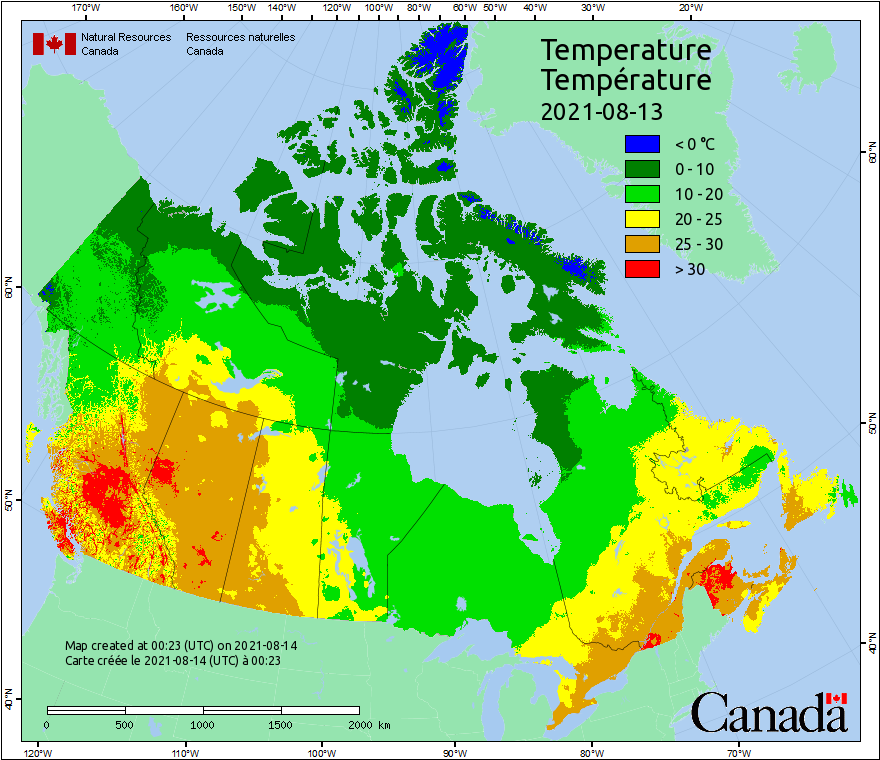 170°W 160°W 150°W 140°W 130°W 120°W 110°W 100°W 80°W 60°W 50°W 40°W 30°W 20°W
Natural Resources Ressources naturelles
Canada Canada
Temperature
Température
2021-08-13
< 0 °C
0 - 10
10 - 20
20 - 25
25 - 30
> 30
60°N
60°N
50°N
50°N
40°N
40°N
Map created at 00:23 (UTC) on 2021-08-14
Carte créée le 2021-08-14 (UTC) à 00:23
0 500 1000 1500 2000 km
Canada
120°W 110°W 100°W 90°W 80°W 70°W